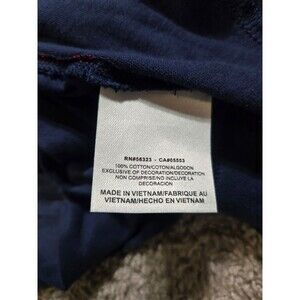 RN#56323 - CA#05553
100% COTTON/COTON/ALGODON
EXCLUSIVE OF DECORATION/DECORATION
NON COMPRISE/NO INCLUYE LA
DECORACION
MADE IN VIETNAM/FABRIQUE AU
VIETNAM/HECHO EN VIETNAM